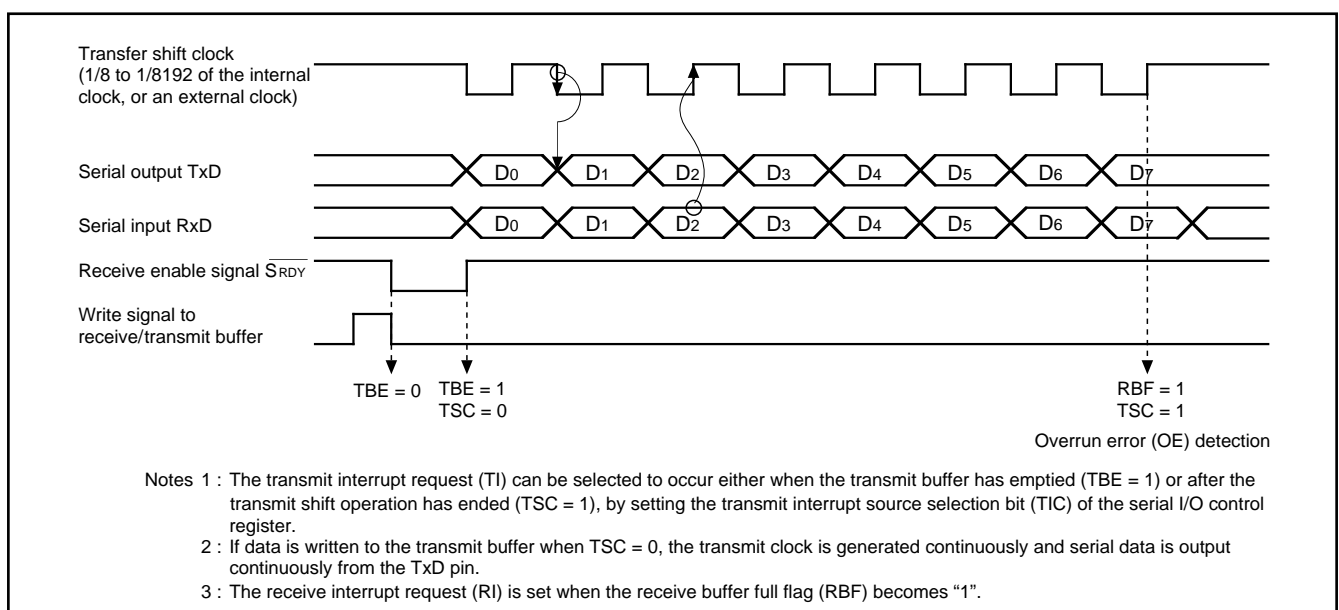 Transfer shift clock
(1/8 to 1/8192 of the internal
clock, or an external clock)
Serial output TxD
D0 D1 D2 D3 D4 D5 D6 D7
Serial input RxD
D0 D1 D2 D3 D4 D5 D6 D7
Receive enable signal SRDY
Write signal to
receive/transmit buffer
TBE = 0
TBE = 1
TSC = 0
RBF = 1
TSC = 1
Overrun error (OE) detection
Notes 1 : The transmit interrupt request (TI) can be selected to occur either when the transmit buffer has emptied (TBE = 1) or after the
transmit shift operation has ended (TSC = 1), by setting the transmit interrupt source selection bit (TIC) of the serial I/O control
register.
2 : If data is written to the transmit buffer when TSC = 0, the transmit clock is generated continuously and serial data is output
continuously from the TxD pin.
3 : The receive interrupt request (RI) is set when the receive buffer full flag (RBF) becomes “1”.